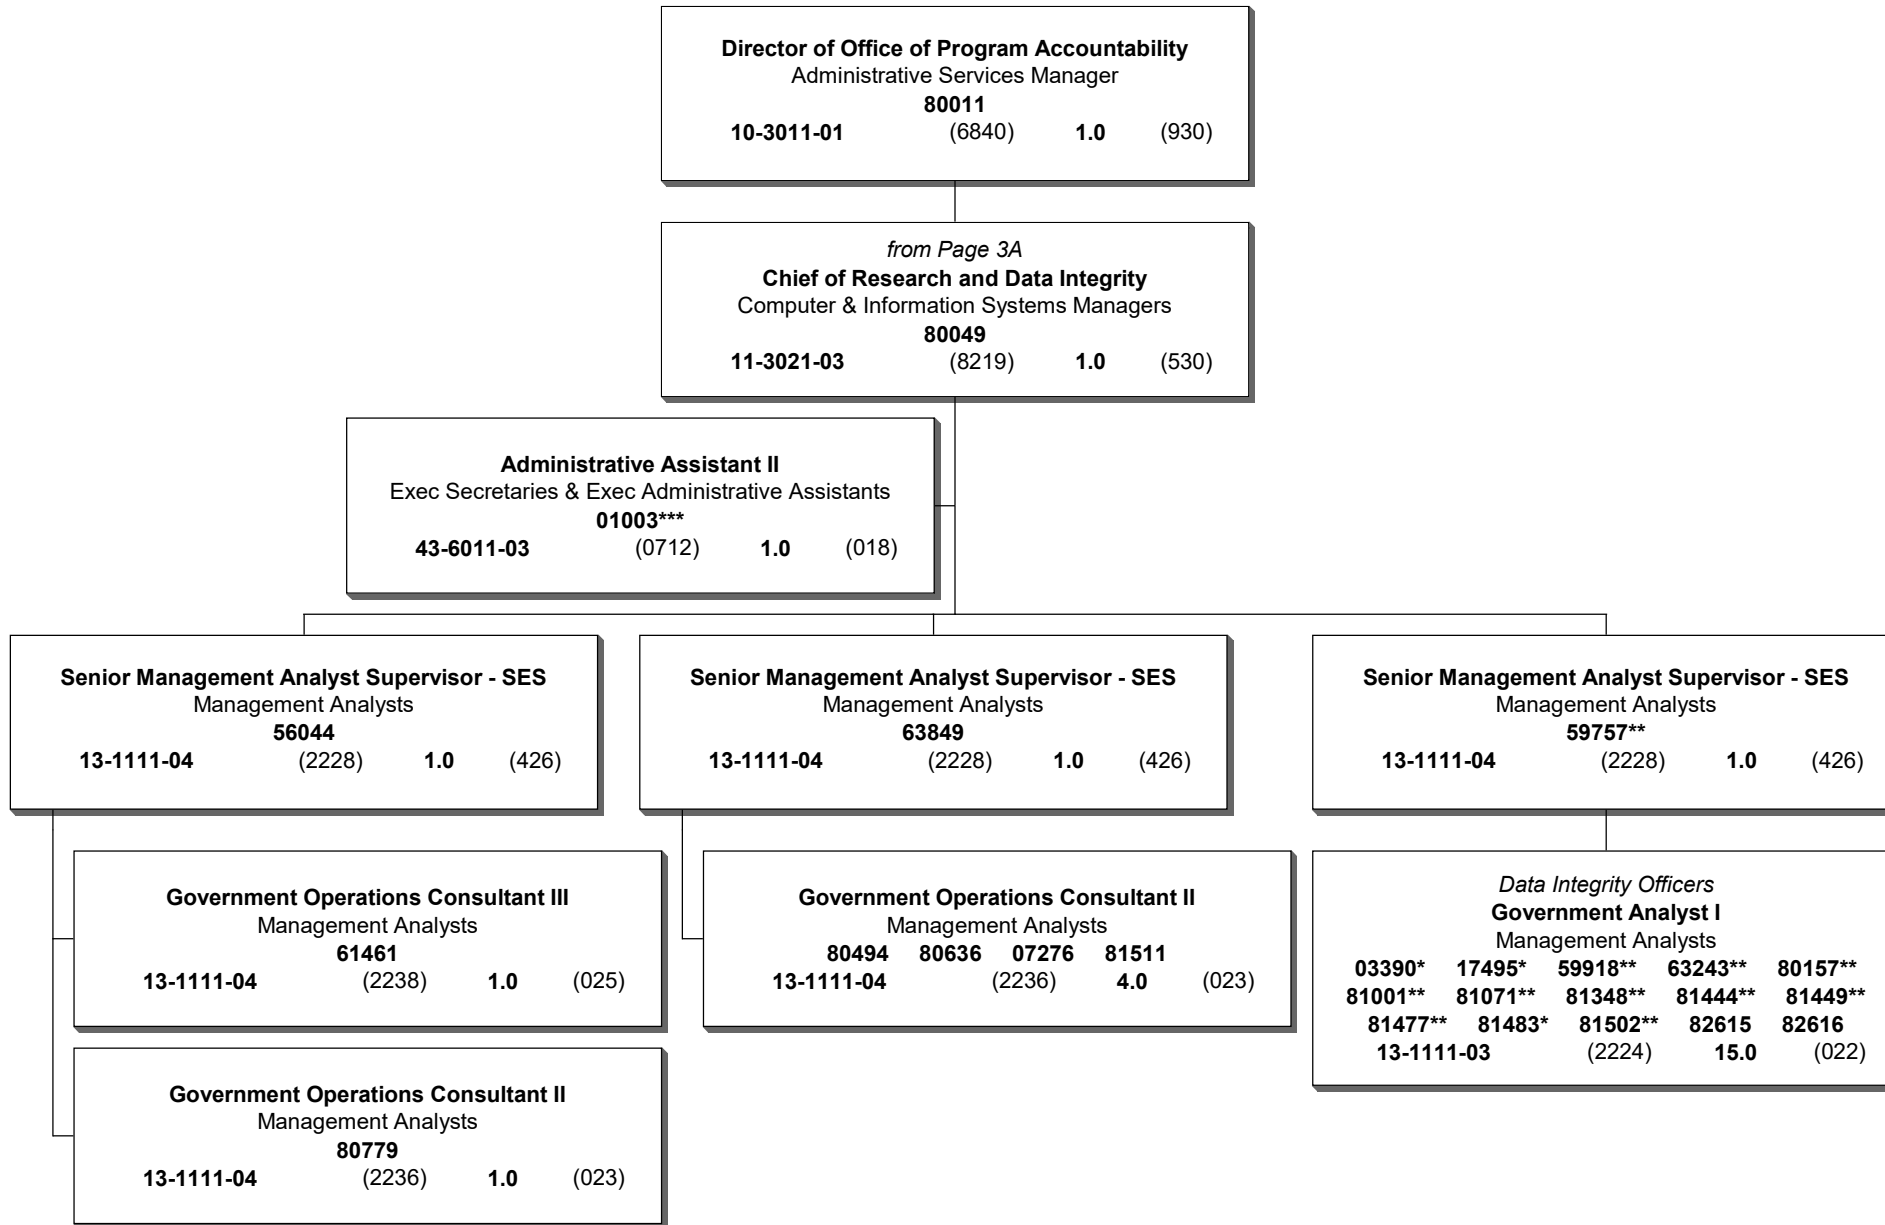 Director of Office of Program Accountability
Administrative Services Manager
80011
10-3011-01 (6840) 1.0 (930)
from Page 3A
Chief of Research and Data Integrity
Computer & Information Systems Managers
80049
11-3021-03 (8219) 1.0 (530)
Administrative Assistant II
Exec Secretaries & Exec Administrative Assistants
01003***
43-6011-03 (0712) 1.0 (018)
Senior Management Analyst Supervisor - SES
Management Analysts
56044
13-1111-04 (2228) 1.0 (426)
Senior Management Analyst Supervisor - SES
Management Analysts
63849
13-1111-04 (2228) 1.0 (426)
Senior Management Analyst Supervisor - SES
Management Analysts
59757**
13-1111-04 (2228) 1.0 (426)
Government Operations Consultant III
Management Analysts
61461
13-1111-04 (2238) 1.0 (025)
Government Operations Consultant II
Management Analysts
80494 80636 07276 81511
13-1111-04 (2236) 4.0 (023)
Data Integrity Officers
Government Analyst I
Management Analysts
03390* 17495* 59918** 63243** 80157**
81001** 81071** 81348** 81444** 81449**
81477** 81483* 81502** 82615 82616
13-1111-03 (2224) 15.0 (022)
Government Operations Consultant II
Management Analysts
80779
13-1111-04 (2236) 1.0 (023)